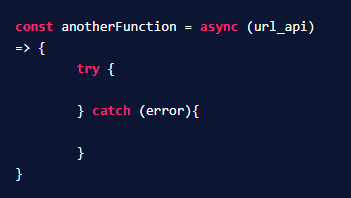 const anotherFunction = async (url_api)
=> {
        try {

        } catch (error){

        }
}